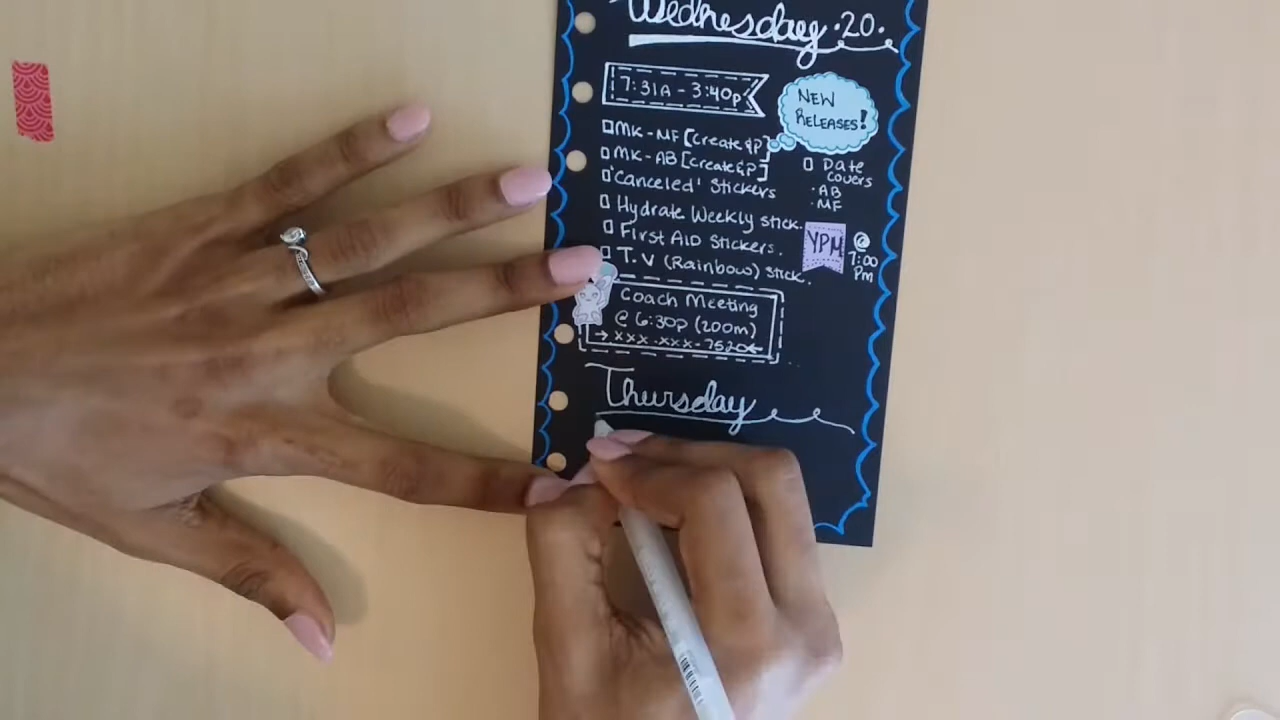 Wednesday ·20·
7:31A - 3:40p
NEW
RELEASES!
MK-MF [Create&P]
MK-AB [Create&P]
'Canceled' Stickers
Hydrate Weekly stick.
First AID Stickers.
T.V (Rainbow) Stick.
Date
covers
·AB
·MF
YPM @
7:00
Pm
Coach Meeting
@ 6:30p (zoom)
→ xxx-xxx-7520 ←
Thursday